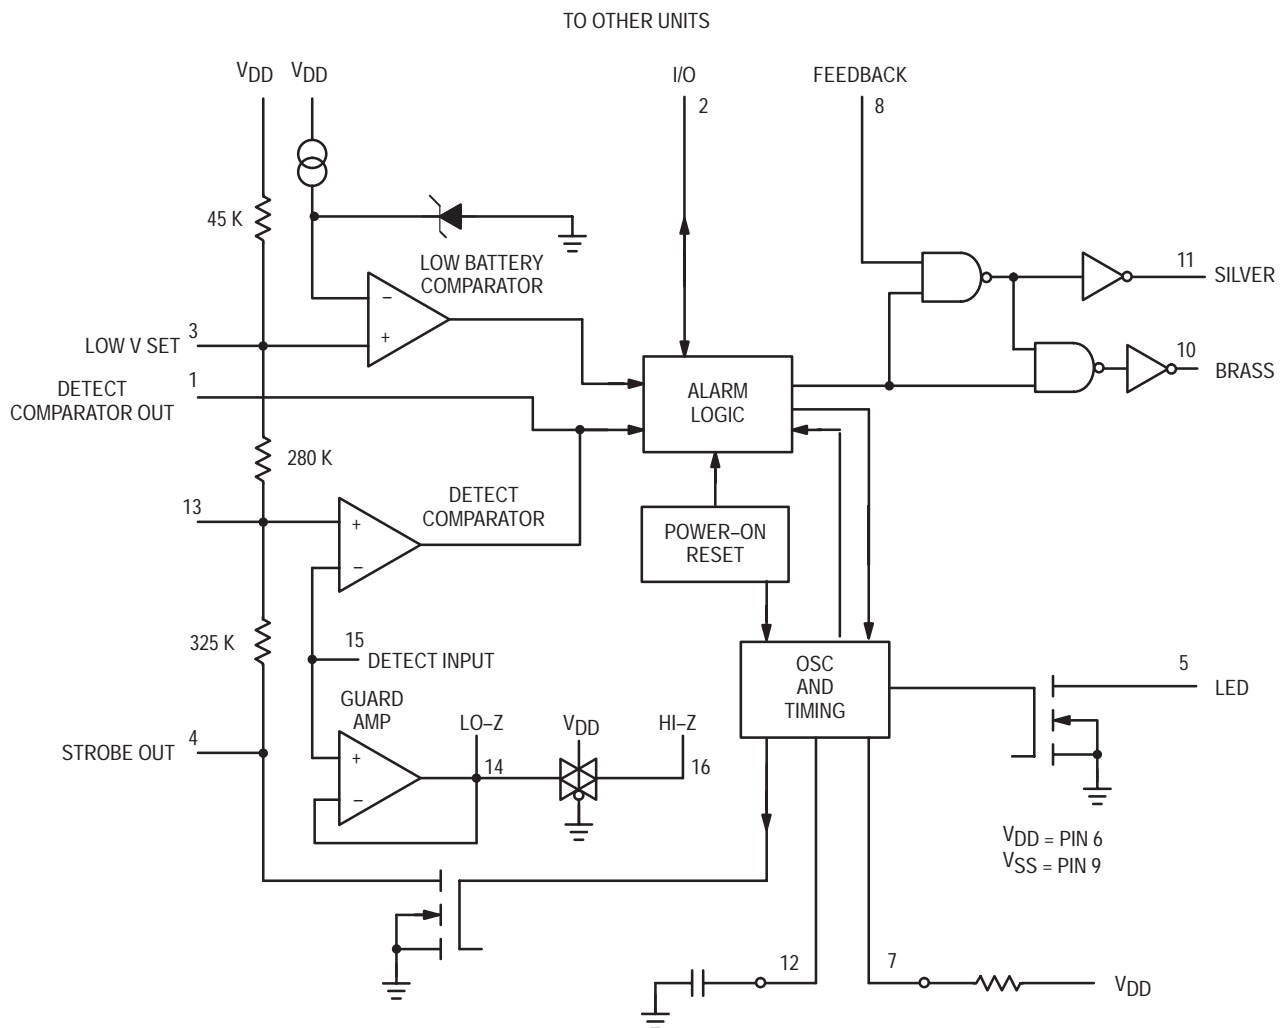 TO OTHER UNITS
VDD VDD
I/O
2
FEEDBACK
8
45 K
LOW BATTERY
COMPARATOR
–
+
11
SILVER
LOW V SET
3
10
BRASS
DETECT
COMPARATOR OUT
1
ALARM
LOGIC
280 K
13
DETECT
COMPARATOR
+
–
POWER–ON
RESET
325 K
15
DETECT INPUT
OSC
AND
TIMING
5
LED
GUARD
AMP
LO–Z
VDD
HI–Z
STROBE OUT
4
+
–
14
16
VDD = PIN 6
VSS = PIN 9
12
7
VDD